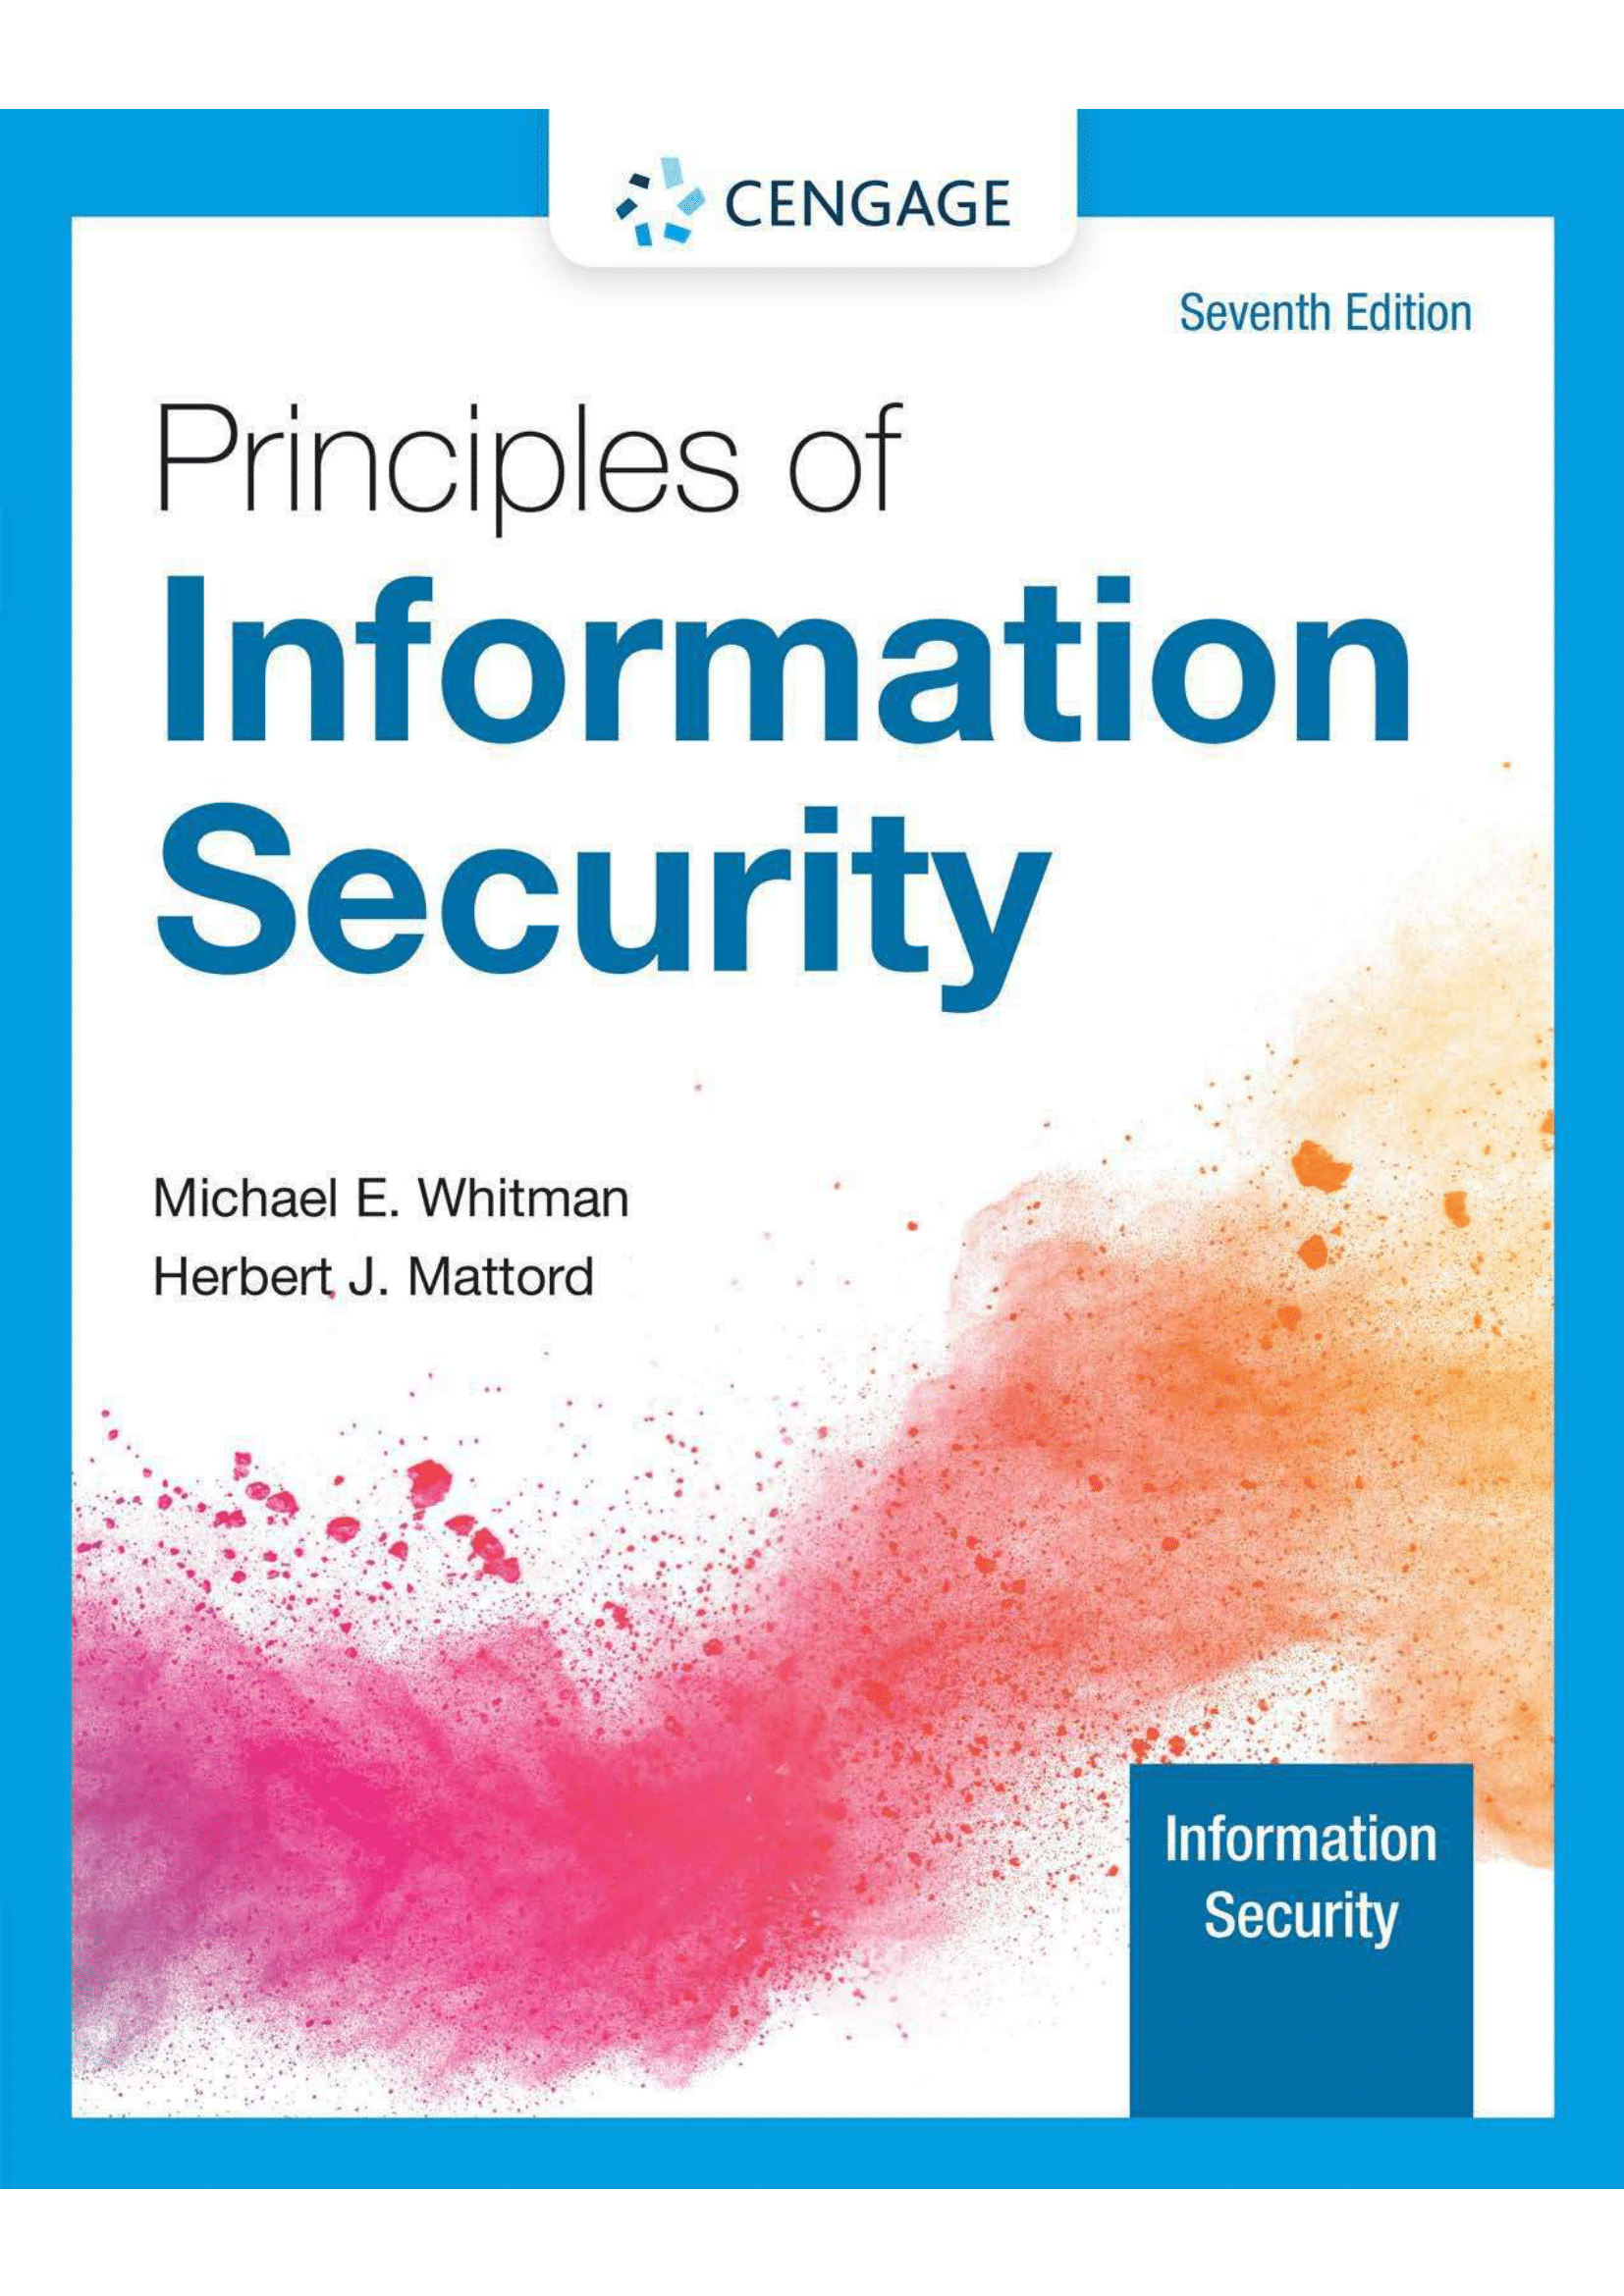 CENGAGE
Seventh Edition
Principles of
Information
Security
Michael E. Whitman
Herbert J. Mattord
Information
Security